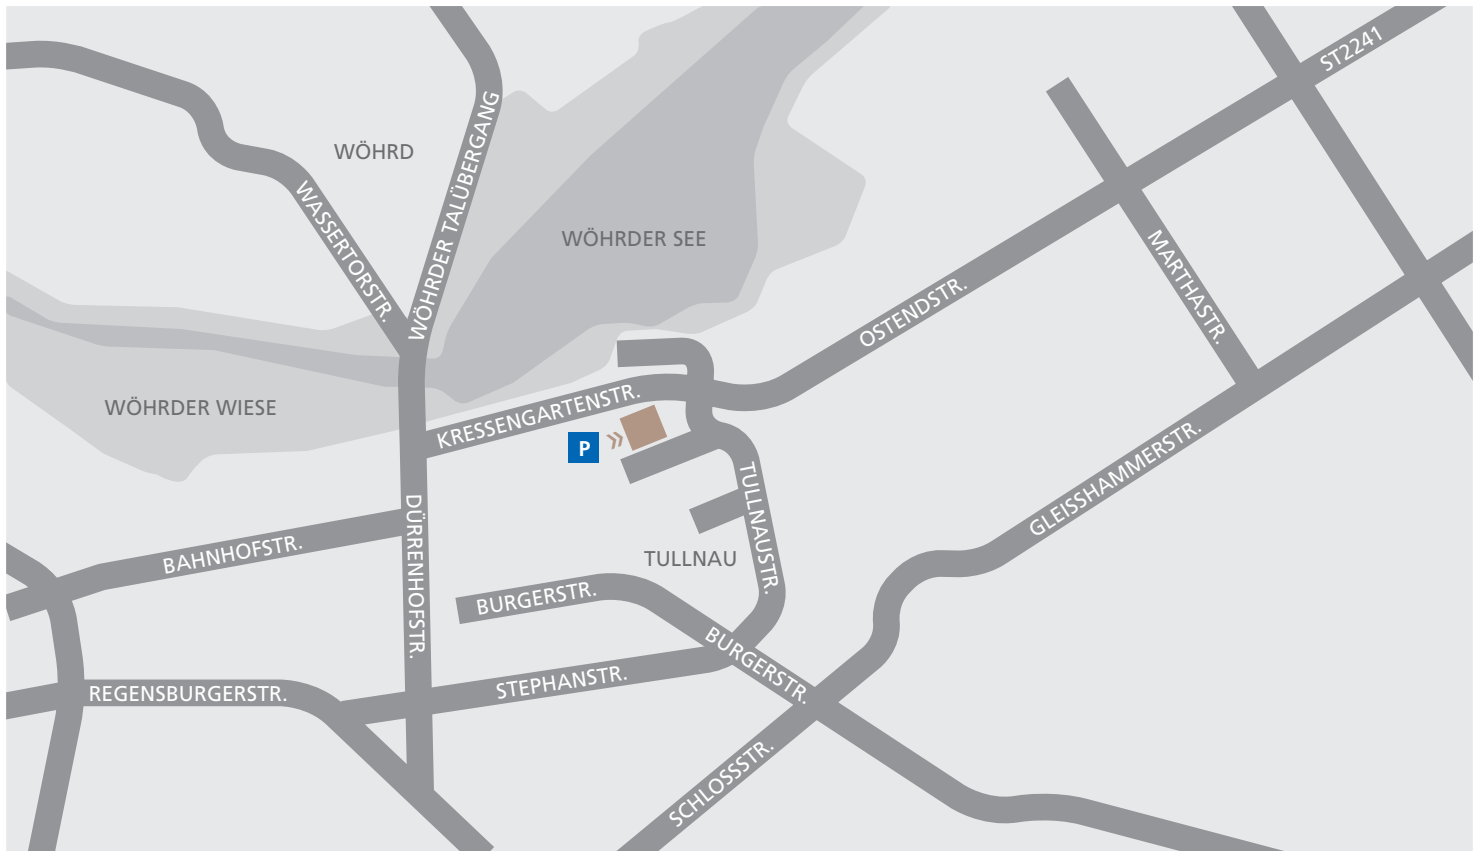 ST2241
WÖHRD
WÖHRDER TALÜBERGANG
WASSERTORSTR.
WÖHRDER SEE
MARTHASTR.
OSTENDSTR.
WÖHRDER WIESE
KRESSENGARTENSTR.
P
GLEISSHAMMERSTR.
TULLNAUSTR.
DÜRRENHOFSTR.
BAHNHOFSTR.
TULLNAU
BURGERSTR.
BURGERSTR.
STEPHANSTR.
REGENSBURGERSTR.
SCHLOSSSTR.